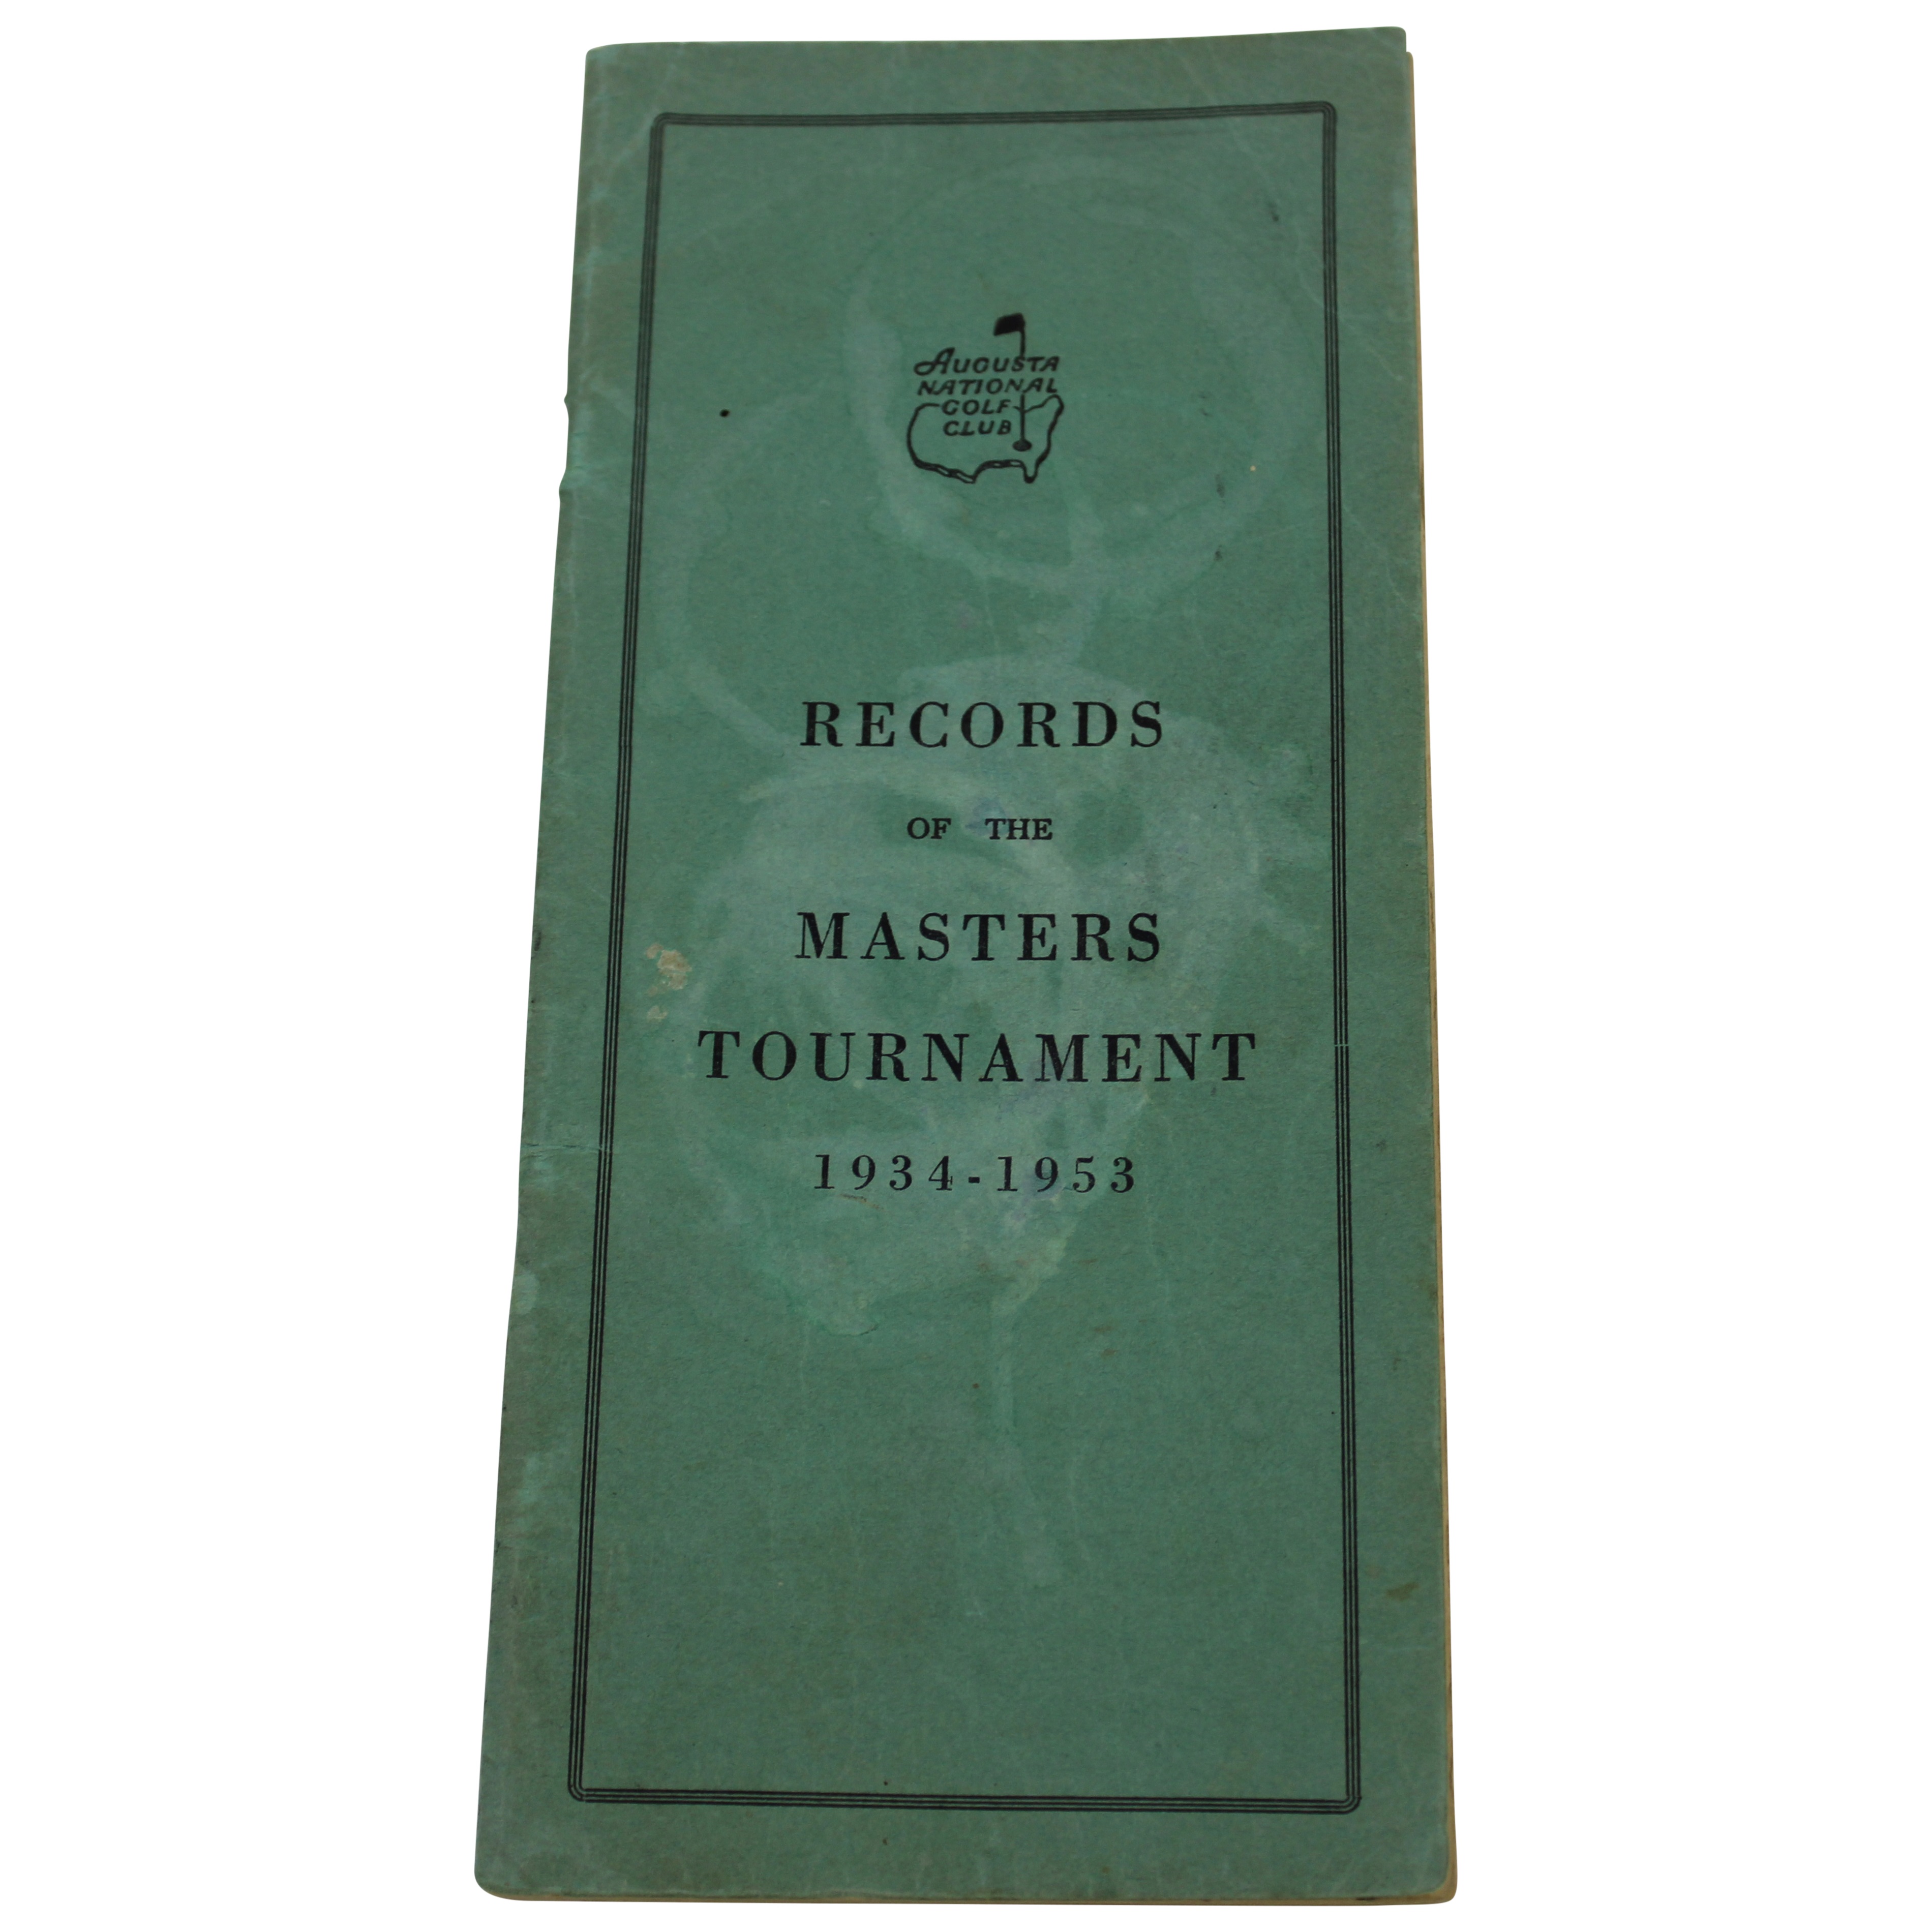 AUGUSTA
NATIONAL
GOLF
CLUB
RECORDS
OF THE
MASTERS
TOURNAMENT
1934-1953